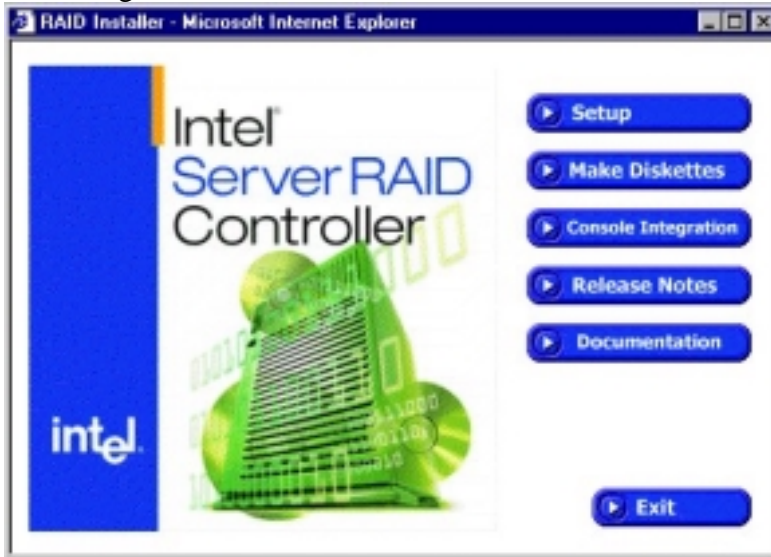 RAID Installer - Microsoft Internet Explorer
Intel®
Server RAID
Controller
intel.
Setup
Make Diskettes
Console Integration
Release Notes
Documentation
Exit